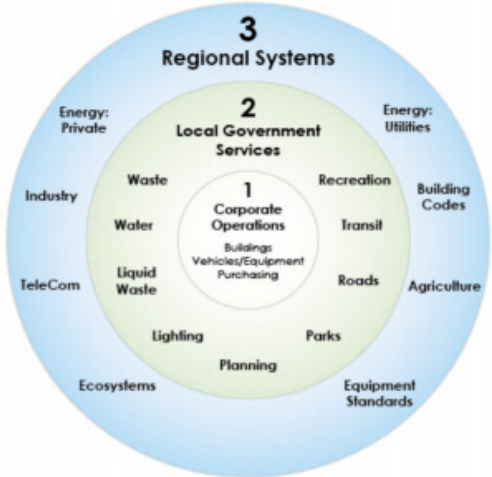 3
Regional Systems
Energy:
Private
Energy:
Utilities
2
Local Government
Services
Waste
Recreation
Industry
Building
Codes
1
Corporate
Operations
Water
Transit
Buildings
Vehicles/Equipment
Purchasing
Liquid
Waste
Roads
TeleCom
Agriculture
Lighting
Parks
Planning
Ecosystems
Equipment
Standards